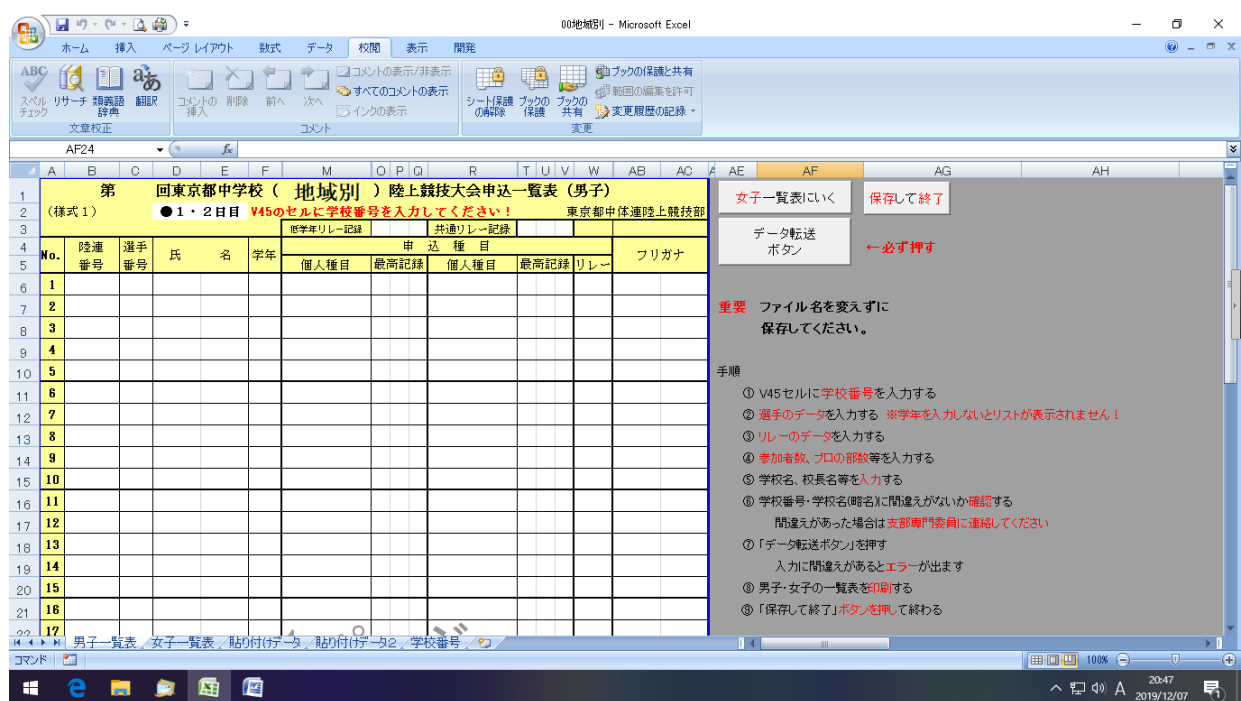 00地域別 - Microsoft Excel
ホーム 挿入 ページ レイアウト 数式 データ 校閲 表示 開発
スペル チェック リサーチ 類義語 辞典 翻訳
コメントの 挿入 削除 前へ 次へ
コメントの表示/非表示
すべてのコメントの表示
インクの表示
シート保護 の解除 ブックの 保護 ブックの 共有
ブックの保護と共有
範囲の編集を許可
変更履歴の記録
文章校正 コメント 変更
AF24 fx
A B C D E F M O P Q R T U V W AB AC AE AF AG AH
1 第 回東京都中学校（ 地域別 ）陸上競技大会申込一覧表（男子）
2 （様式１） ●１・２日目 V45のセルに学校番号を入力してください！ 東京都中体連陸上競技部
3 低学年リレー記録 共通リレー記録
4 No. 陸連 選手 氏 名 学年 申 込 種 目 フリガナ
5 番号 番号 個人種目 最高記録 個人種目 最高記録 リレー
6 1
7 2
8 3
9 4
10 5
11 6
12 7
13 8
14 9
15 10
16 11
17 12
18 13
19 14
20 15
21 16
22 17
女子一覧表にいく 保存して終了
データ転送
ボタン
←必ず押す
重要 ファイル名を変えずに
保存してください。
手順
① V45セルに学校番号を入力する
② 選手のデータを入力する ※学年を入力しないとリストが表示されません！
③ リレーのデータを入力する
④ 参加者数、プロの部数等を入力する
⑤ 学校名、校長名等を入力する
⑥ 学校番号・学校名(略名)に間違えがないか確認する
間違えがあった場合は支部専門委員に連絡してください
⑦ 「データ転送ボタン」を押す
入力に間違えがあるとエラーが出ます
⑧ 男子・女子の一覧表を印刷する
⑨ 「保存して終了」ボタンを押して終わる
男子一覧表 女子一覧表 貼り付けデータ 貼り付けデータ2 学校番号
コマンド 100%
A 20:47
2019/12/07